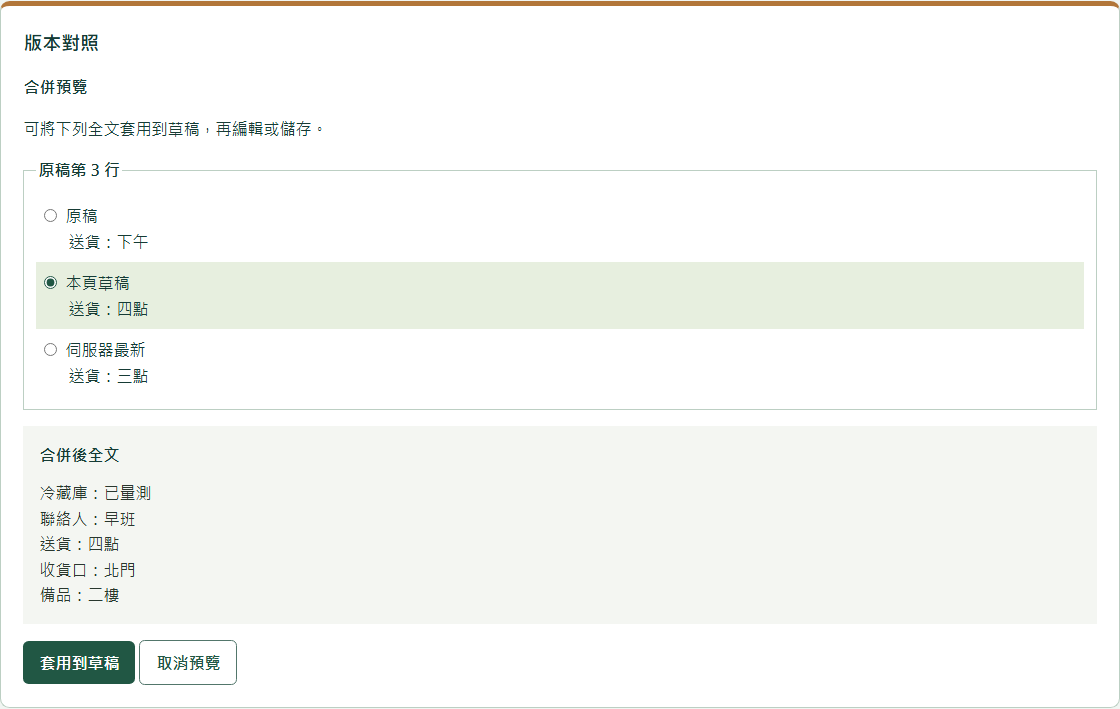 版本對照
合併預覽
可將下列全文套用到草稿，再編輯或儲存。
原稿第 3 行
原稿
送貨：下午
本頁草稿
送貨：四點
伺服器最新
送貨：三點
合併後全文
冷藏庫：已量測
聯絡人：早班
送貨：四點
收貨口：北門
備品：二樓
套用到草稿
取消預覽